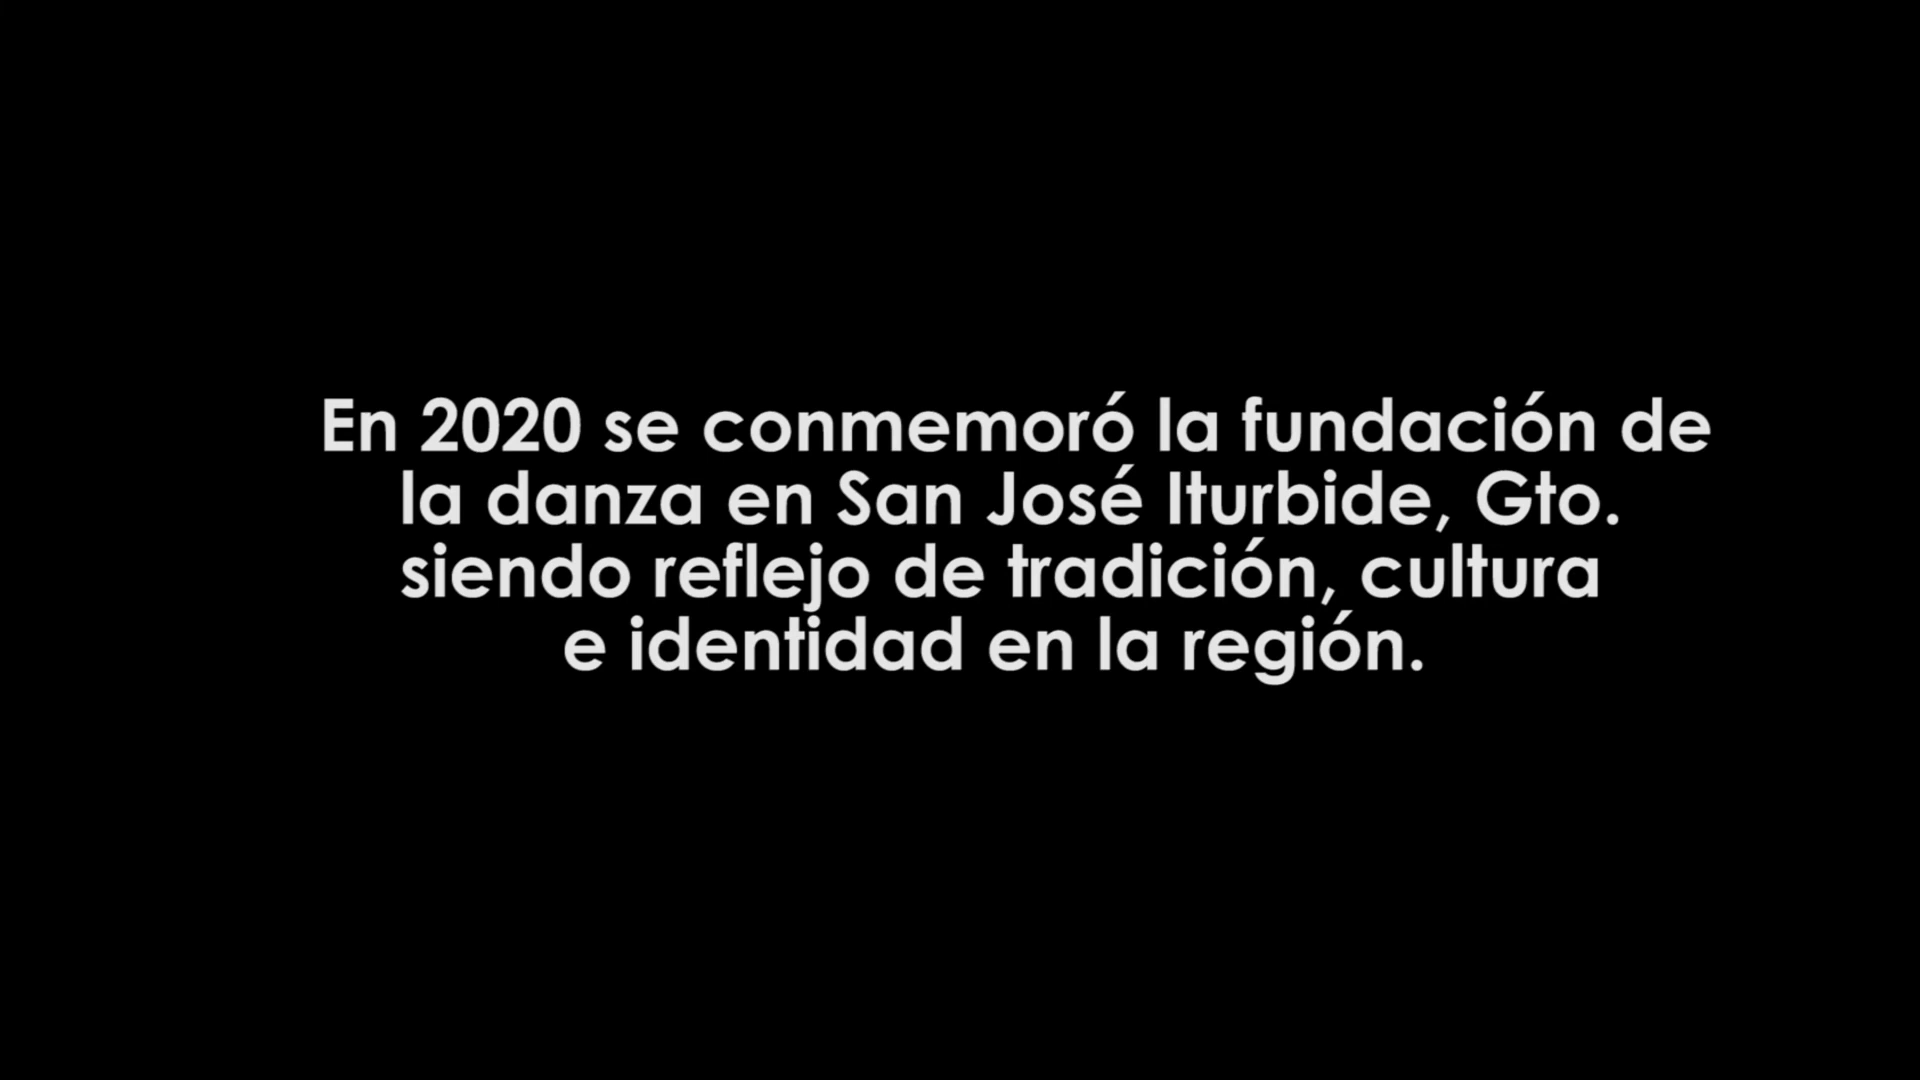 En 2020 se conmemoró la fundación de
la danza en San José Iturbide, Gto.
siendo reflejo de tradición, cultura
e identidad en la región.